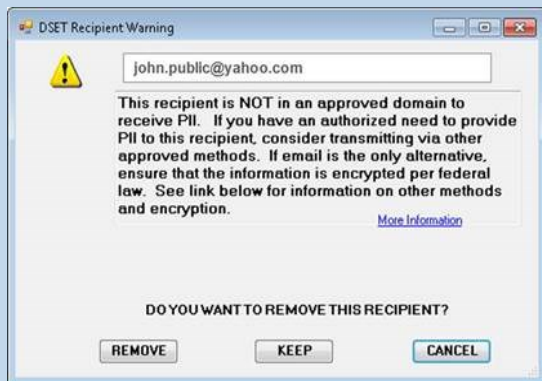 DSET Recipient Warning
john.public@yahoo.com
This recipient is NOT in an approved domain to
receive PII. If you have an authorized need to provide
PII to this recipient, consider transmitting via other
approved methods. If email is the only alternative,
ensure that the information is encrypted per federal
law. See link below for information on other methods
and encryption.
More Information
DO YOU WANT TO REMOVE THIS RECIPIENT?
REMOVE KEEP CANCEL